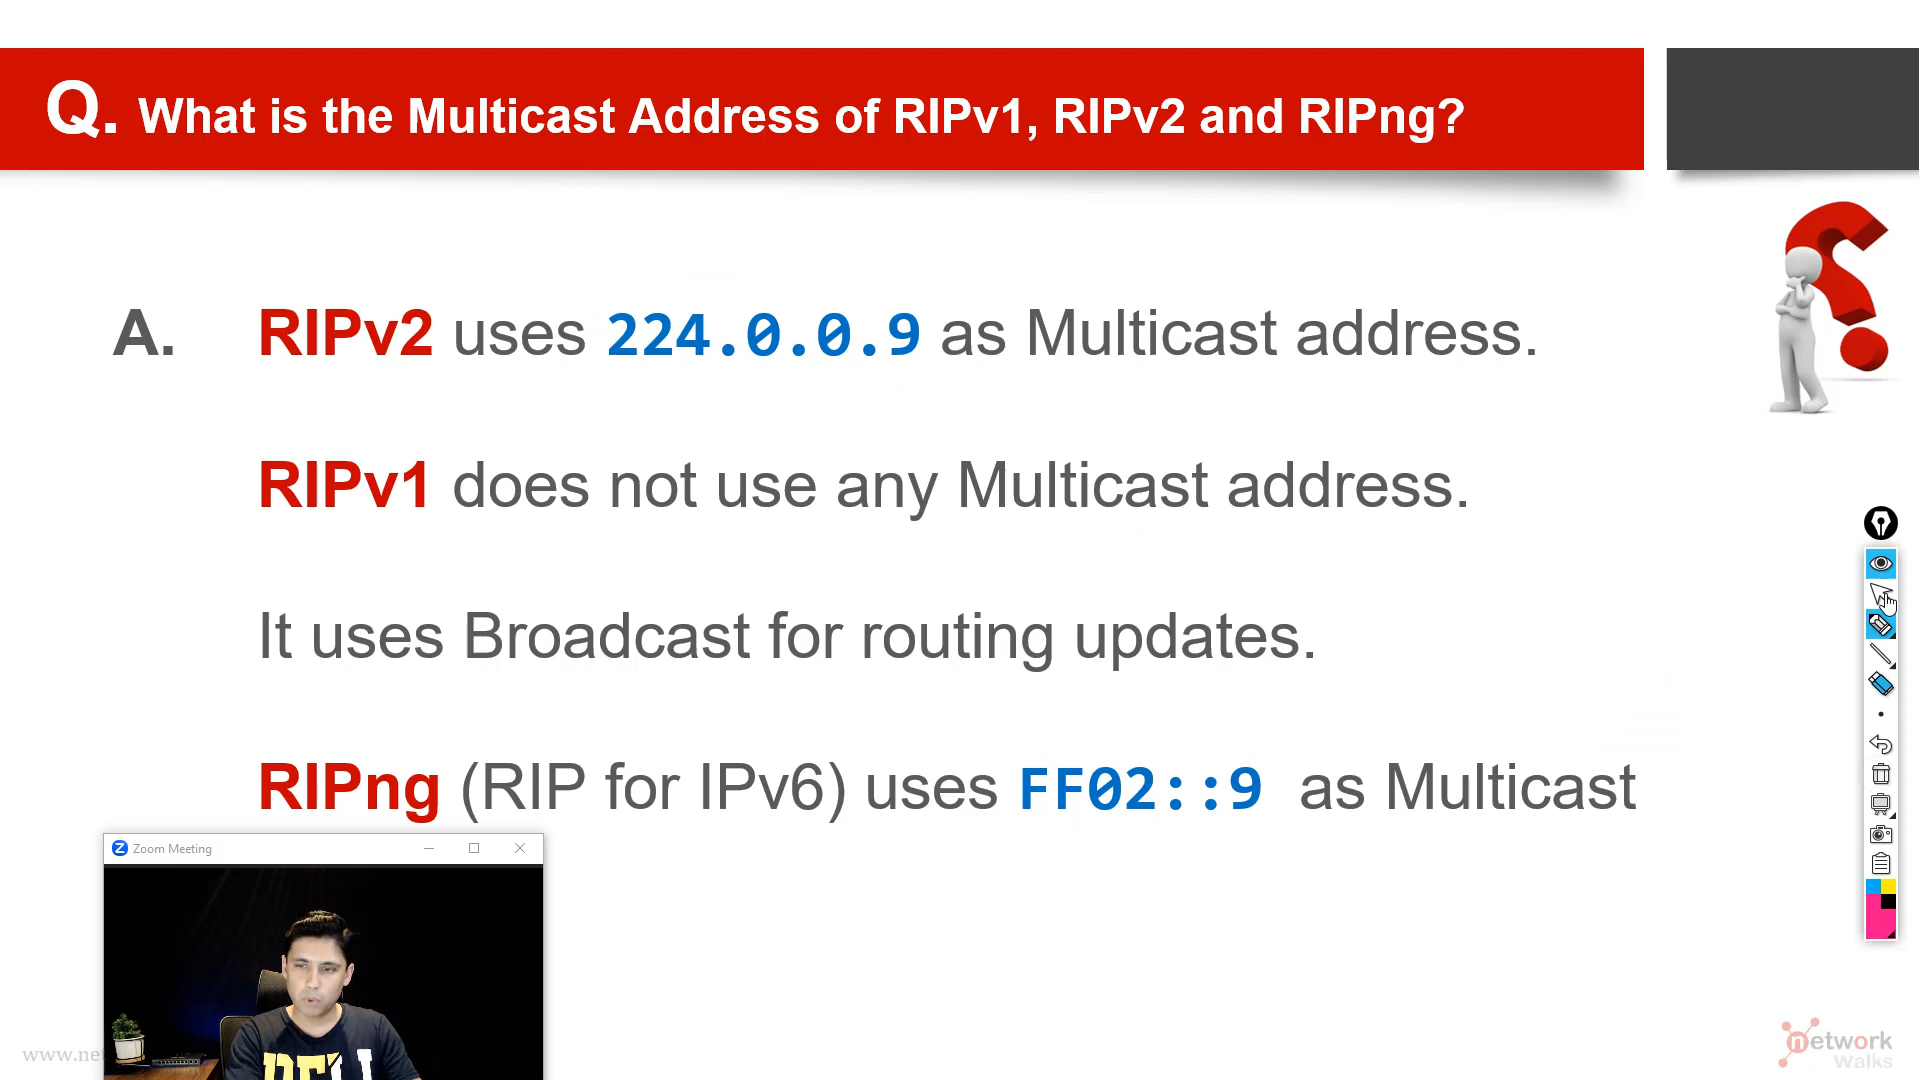 Q. What is the Multicast Address of RIPv1, RIPv2 and RIPng?
A. RIPv2 uses 224.0.0.9 as Multicast address.
RIPv1 does not use any Multicast address.
It uses Broadcast for routing updates.
RIPng (RIP for IPv6) uses FF02::9 as Multicast
Zoom Meeting
www.ne
network
Walks